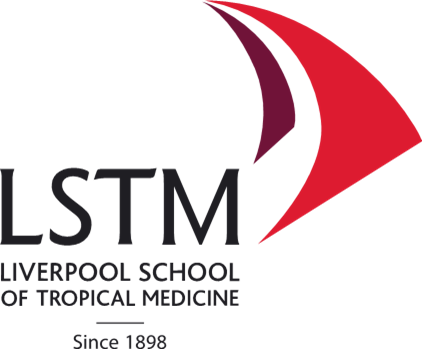 LSTM
LIVERPOOL SCHOOL
OF TROPICAL MEDICINE
Since 1898